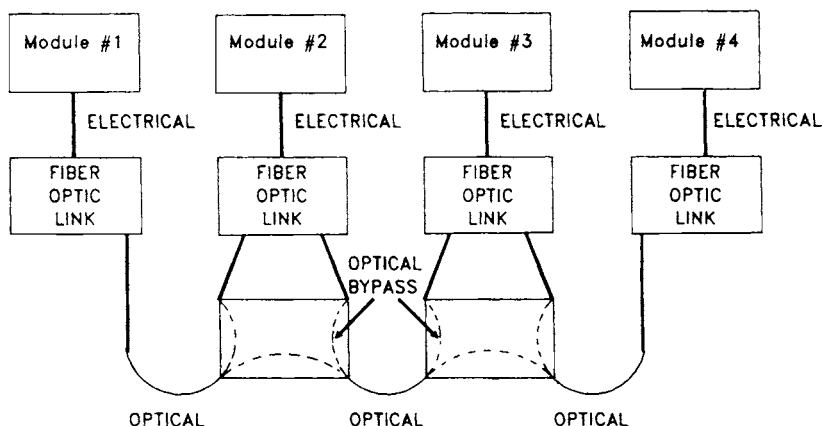 Module #1
Module #2
Module #3
Module #4
ELECTRICAL
ELECTRICAL
ELECTRICAL
ELECTRICAL
FIBER
OPTIC
LINK
FIBER
OPTIC
LINK
FIBER
OPTIC
LINK
FIBER
OPTIC
LINK
OPTICAL
BYPASS
OPTICAL
OPTICAL
OPTICAL